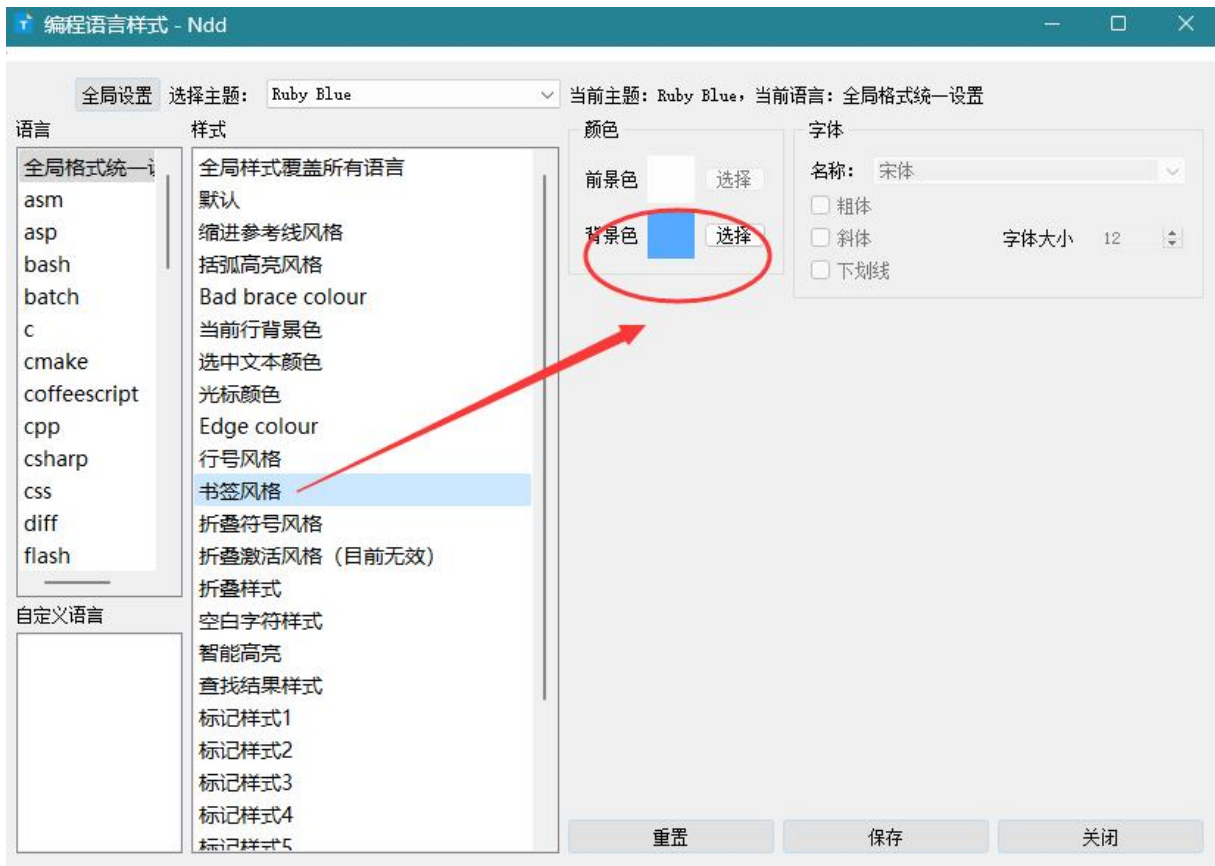 编程语言样式 - Ndd
全局设置 选择主题: Ruby Blue 当前主题: Ruby Blue, 当前语言: 全局格式统一设置
语言
全局格式统一
asm
asp
bash
batch
c
cmake
coffeescript
cpp
csharp
css
diff
flash
自定义语言
样式
全局样式覆盖所有语言
默认
缩进参考线风格
括弧高亮风格
Bad brace colour
当前行背景色
选中文本颜色
光标颜色
Edge colour
行号风格
书签风格
折叠符号风格
折叠激活风格（目前无效）
折叠样式
空白字符样式
智能高亮
查找结果样式
标记样式1
标记样式2
标记样式3
标记样式4
标记样式5
颜色
前景色 选择
背景色 选择
字体
名称: 宋体
粗体
斜体 字体大小 12
下划线
重置 保存 关闭